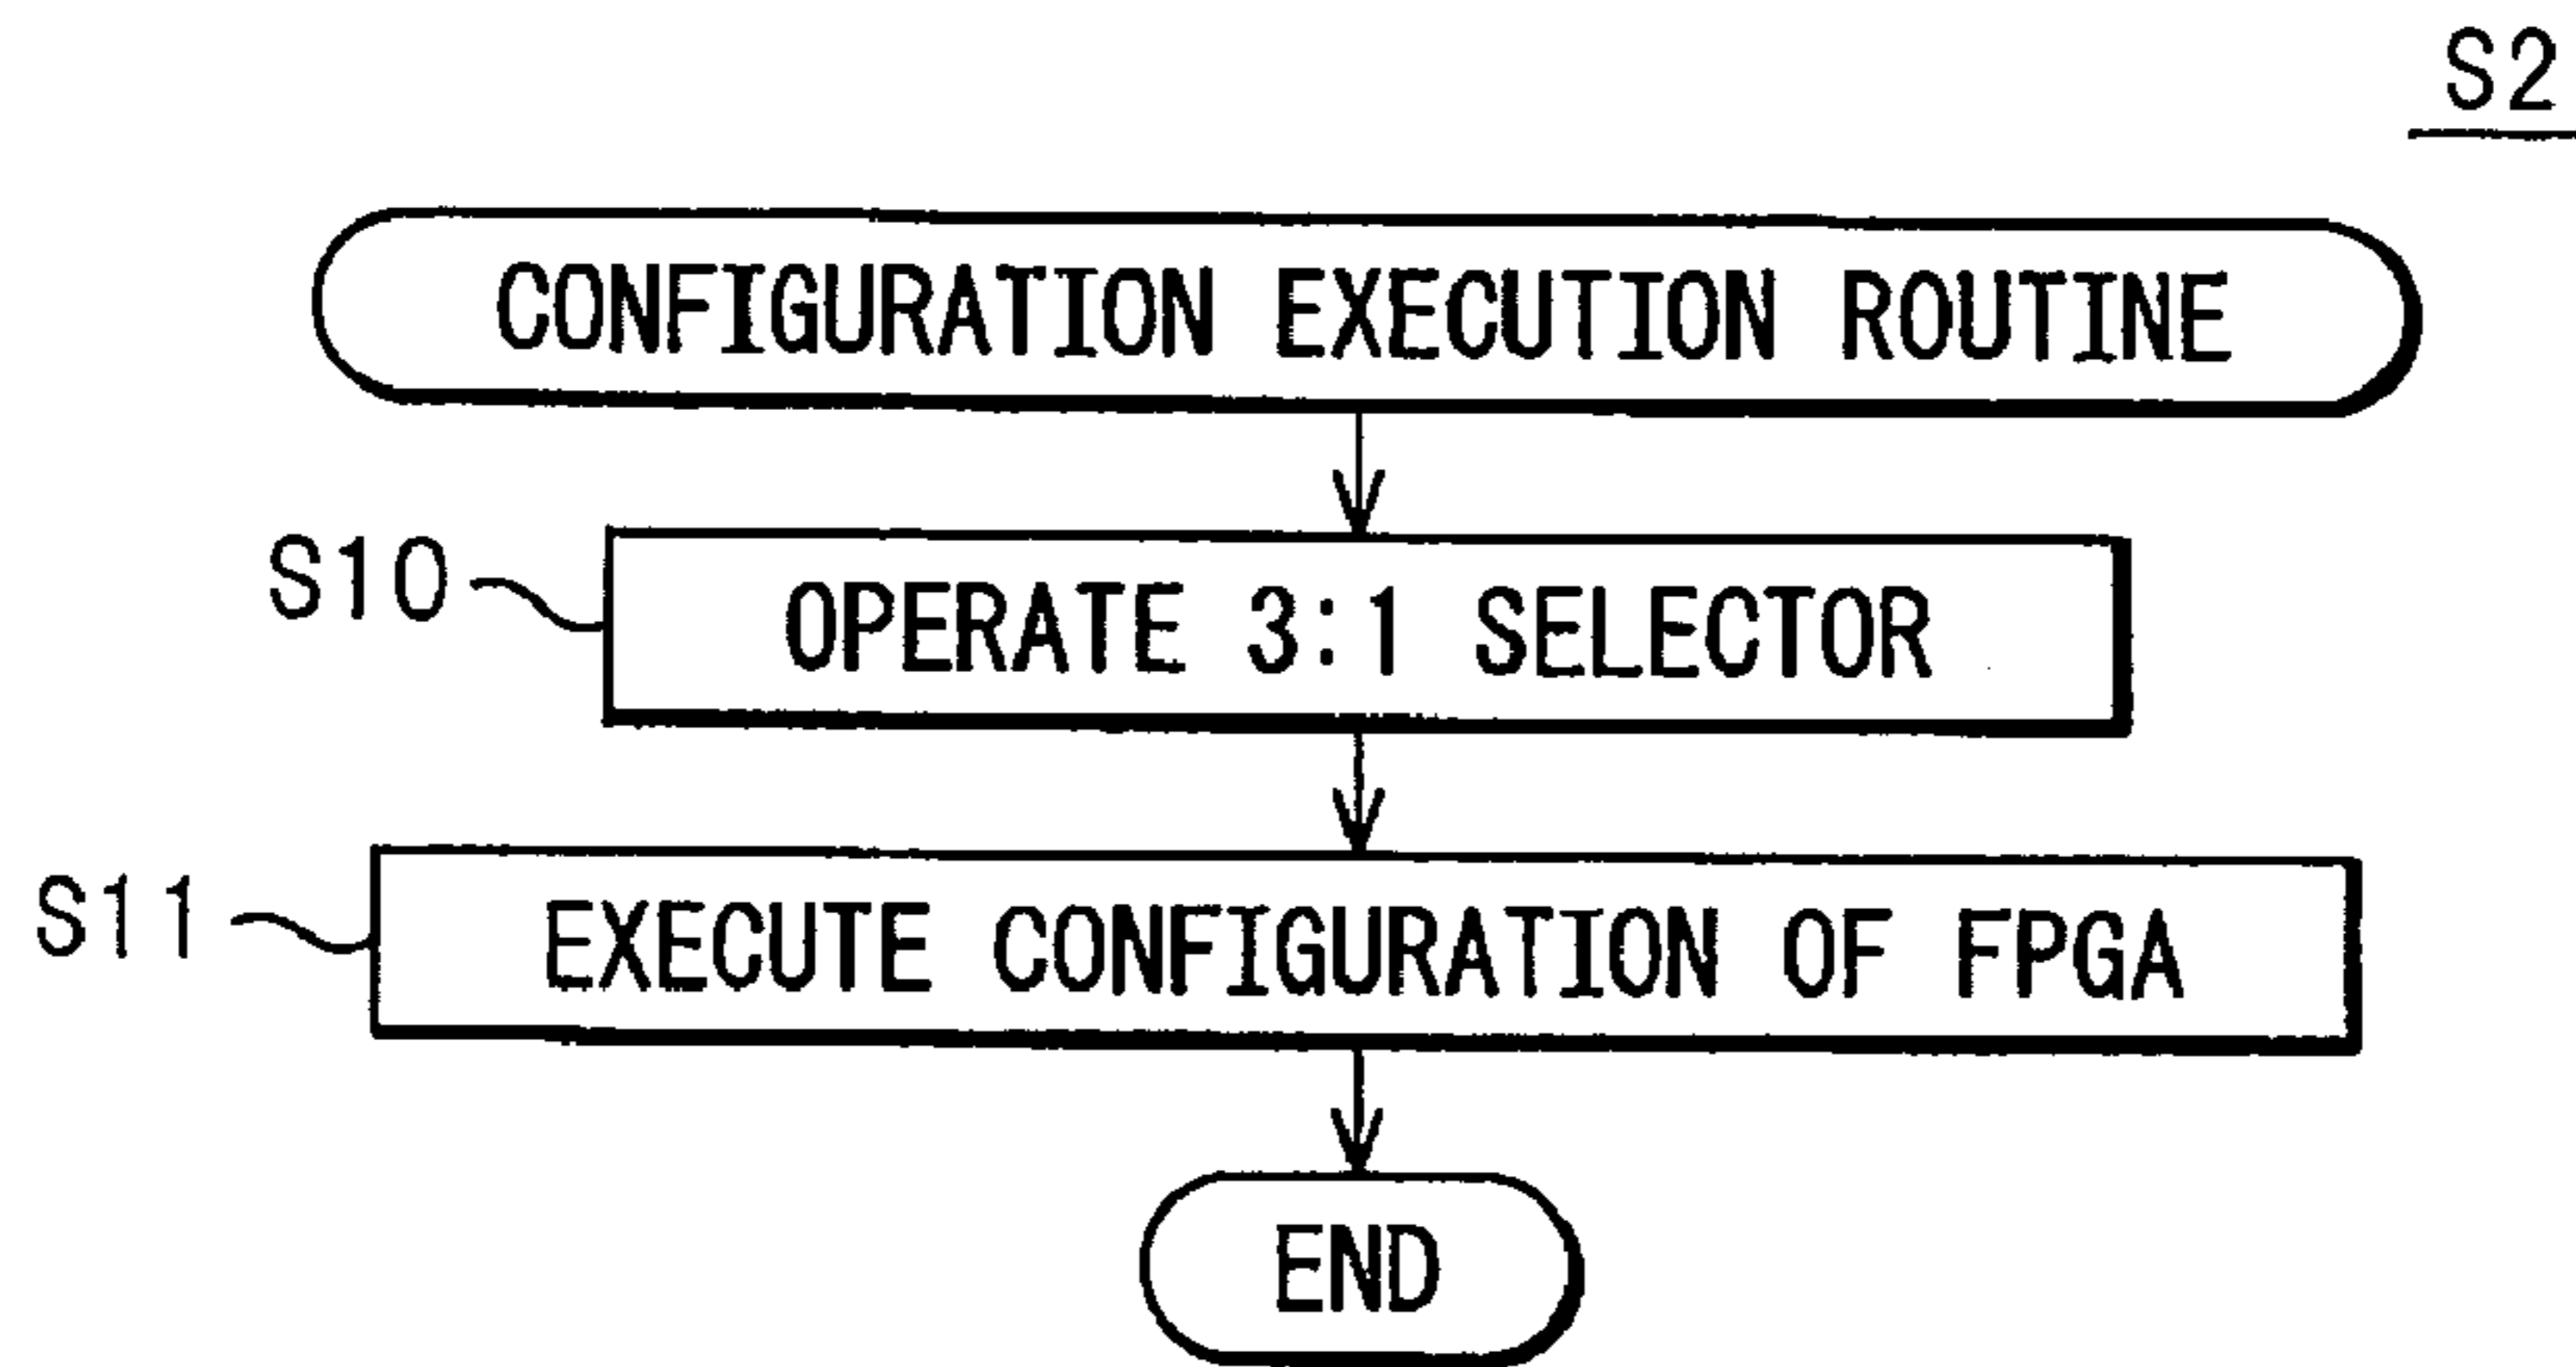 S2
CONFIGURATION EXECUTION ROUTINE
S10
OPERATE 3:1 SELECTOR
S11
EXECUTE CONFIGURATION OF FPGA
END